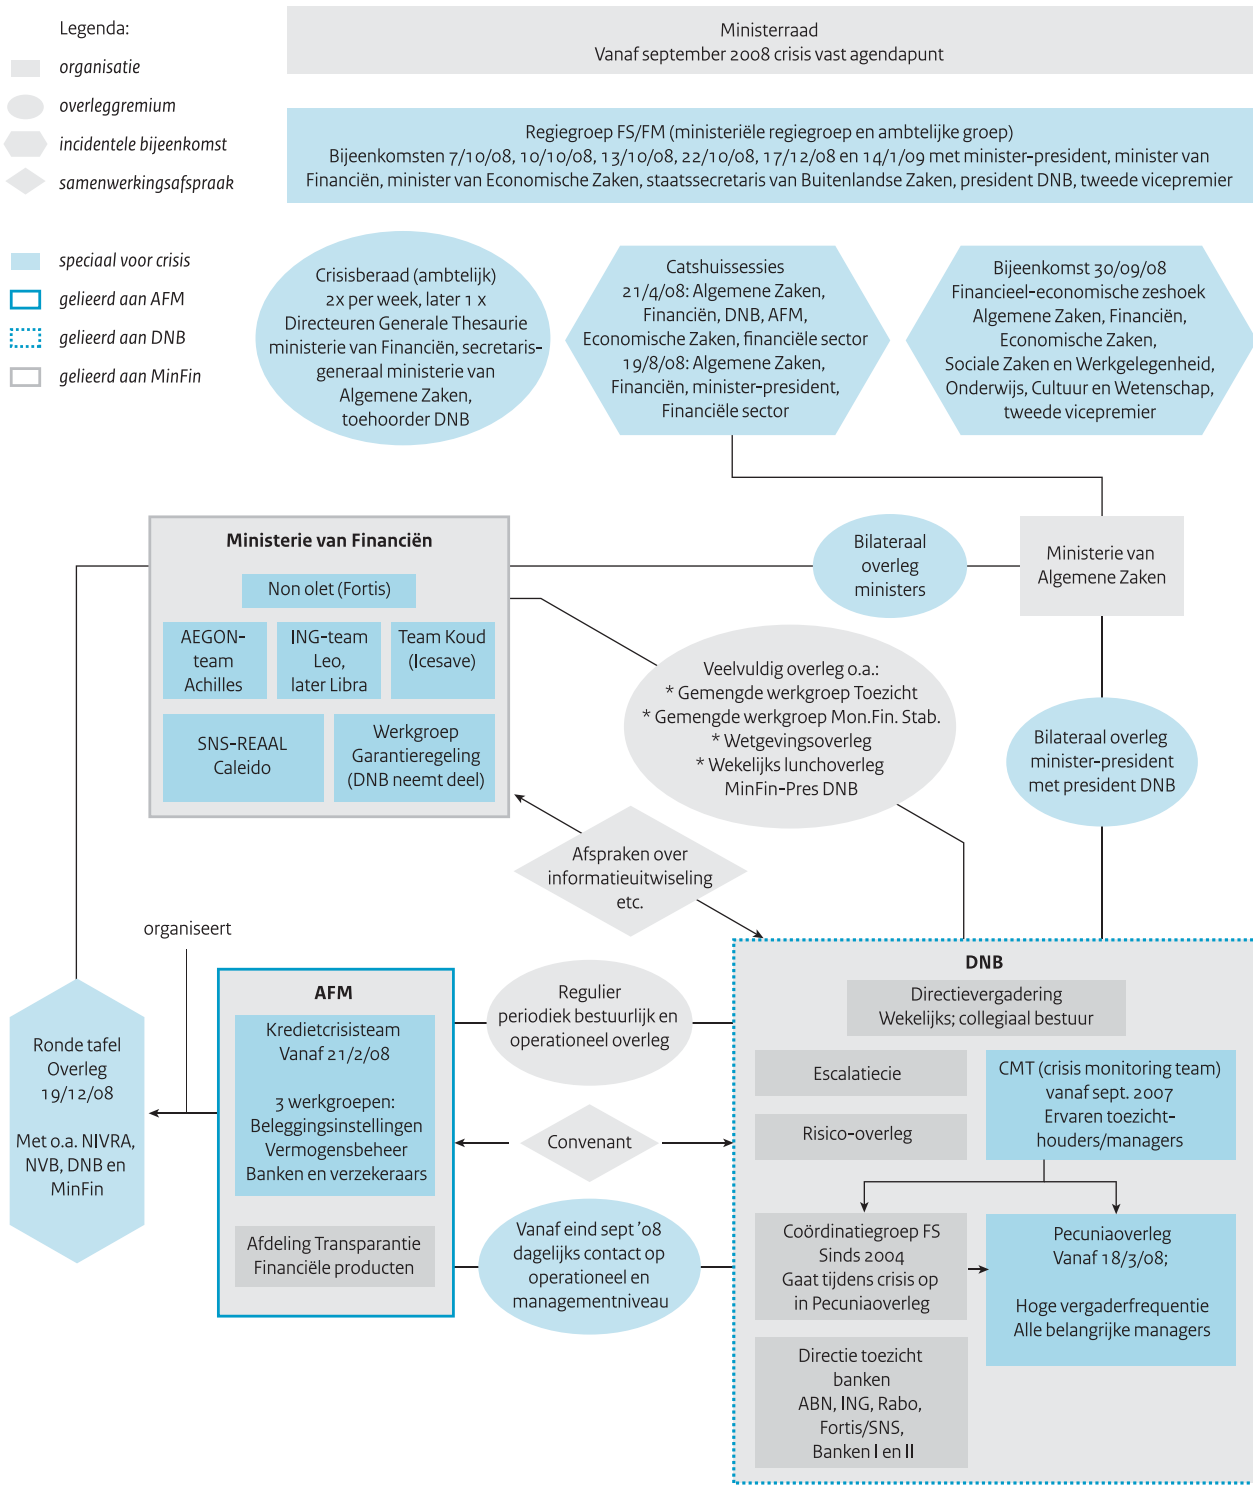 Legenda:
organisatie
overleggremium
incidentele bijeenkomst
samenwerkingsafspraak
speciaal voor crisis
gelieerd aan AFM
gelieerd aan DNB
gelieerd aan MinFin
Ministerraad
Vanaf september 2008 crisis vast agendapunt
Regiegroep FS/FM (ministeriële regiegroep en ambtelijke groep)
Bijeenkomsten 7/10/08, 10/10/08, 13/10/08, 22/10/08, 17/12/08 en 14/1/09 met minister-president, minister van
Financiën, minister van Economische Zaken, staatssecretaris van Buitenlandse Zaken, president DNB, tweede vicepremier
Crisisberaad (ambtelijk)
2x per week, later 1 x
Directeuren Generale Thesaurie
ministerie van Financiën, secretaris-
generaal ministerie van
Algemene Zaken,
toehoorder DNB
Catshuissessies
21/4/08: Algemene Zaken,
Financiën, DNB, AFM,
Economische Zaken, financiële sector
19/8/08: Algemene Zaken,
Financiën, minister-president,
Financiële sector
Bijeenkomst 30/09/08
Financieel-economische zeshoek
Algemene Zaken, Financiën,
Economische Zaken,
Sociale Zaken en Werkgelegenheid,
Onderwijs, Cultuur en Wetenschap,
tweede vicepremier
Ministerie van Financiën
Non olet (Fortis)
AEGON-
team
Achilles
ING-team
Leo,
later Libra
Team Koud
(Icesave)
SNS-REAAL
Caleido
Werkgroep
Garantieregeling
(DNB neemt deel)
Bilateraal
overleg
ministers
Ministerie van
Algemene Zaken
Veelvuldig overleg o.a.:
* Gemengde werkgroep Toezicht
* Gemengde werkgroep Mon.Fin. Stab.
* Wetgevingsoverleg
* Wekelijks lunchoverleg
MinFin-Pres DNB
Bilateraal overleg
minister-president
met president DNB
Afspraken over
informatieuitwiseling
etc.
organiseert
Ronde tafel
Overleg
19/12/08
Met o.a. NIVRA,
NVB, DNB en
MinFin
AFM
Kredietcrisisteam
Vanaf 21/2/08
3 werkgroepen:
Beleggingsinstellingen
Vermogensbeheer
Banken en verzekeraars
Afdeling Transparantie
Financiële producten
Regulier
periodiek bestuurlijk en
operationeel overleg
Convenant
Vanaf eind sept '08
dagelijks contact op
operationeel en
managementniveau
DNB
Directievergadering
Wekelijks; collegiaal bestuur
Escalatiecie
Risico-overleg
CMT (crisis monitoring team)
vanaf sept. 2007
Ervaren toezicht-
houders/managers
Coördinatiegroep FS
Sinds 2004
Gaat tijdens crisis op
in Pecuniaoverleg
Pecuniaoverleg
Vanaf 18/3/08;
Hoge vergaderfrequentie
Alle belangrijke managers
Directie toezicht
banken
ABN, ING, Rabo,
Fortis/SNS,
Banken I en II